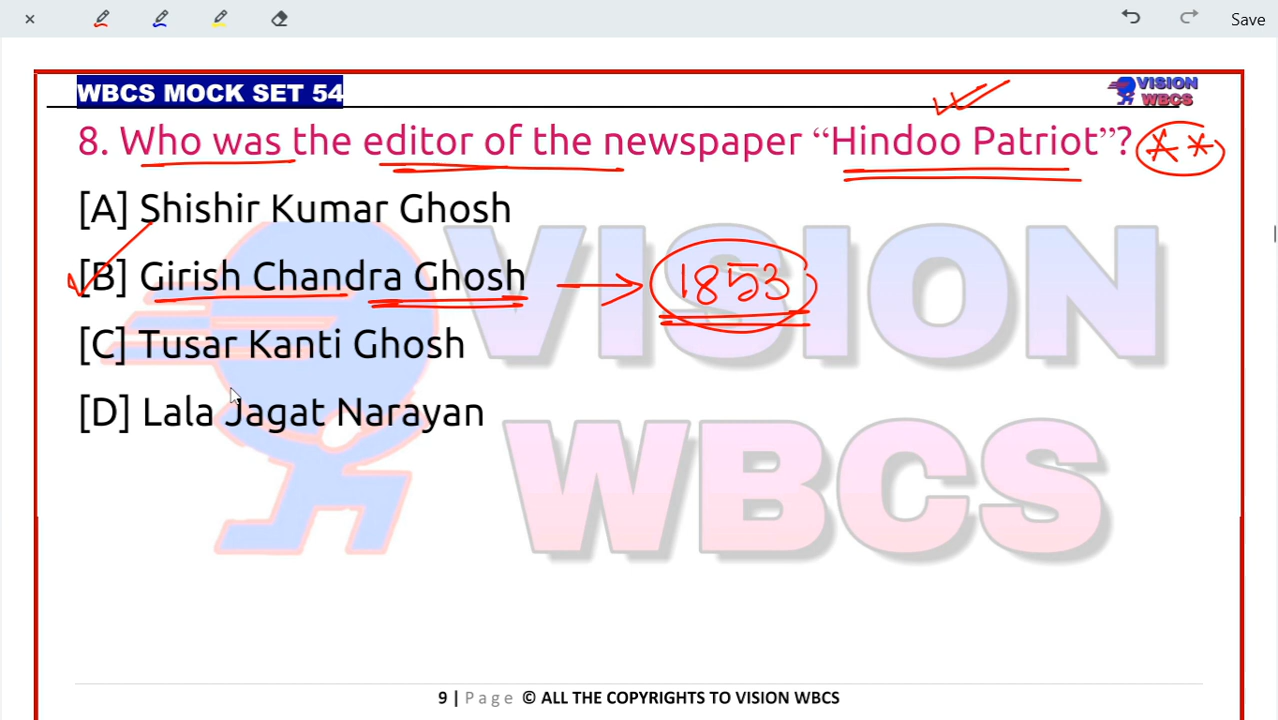 Save
WBCS MOCK SET 54
VISION
WBCS
8. Who was the editor of the newspaper “Hindoo Patriot”?
[A] Shishir Kumar Ghosh
[B] Girish Chandra Ghosh → 1853
[C] Tusar Kanti Ghosh
[D] Lala Jagat Narayan
VISION
WBCS
9 | Page © ALL THE COPYRIGHTS TO VISION WBCS